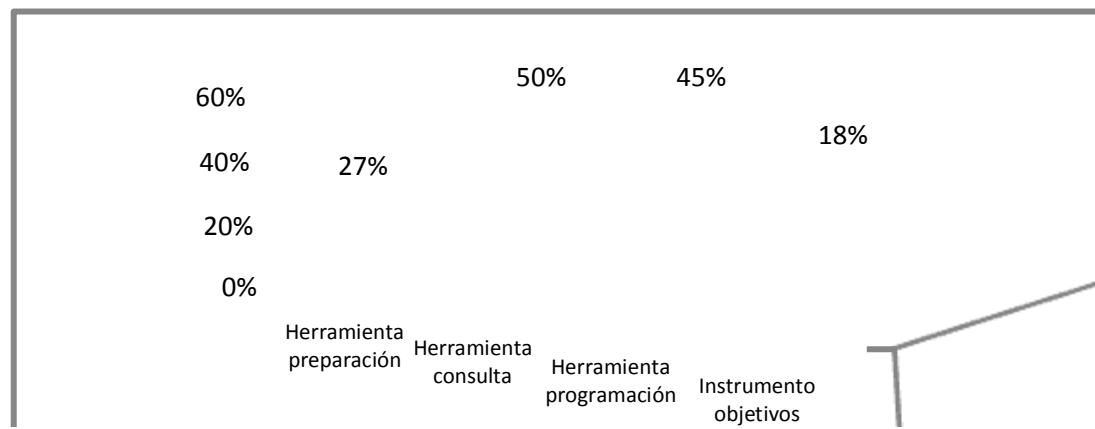 50%
45%
60%
18%
40%
27%
20%
0%
Herramienta
preparación
Herramienta
consulta
Herramienta
programación
Instrumento
objetivos